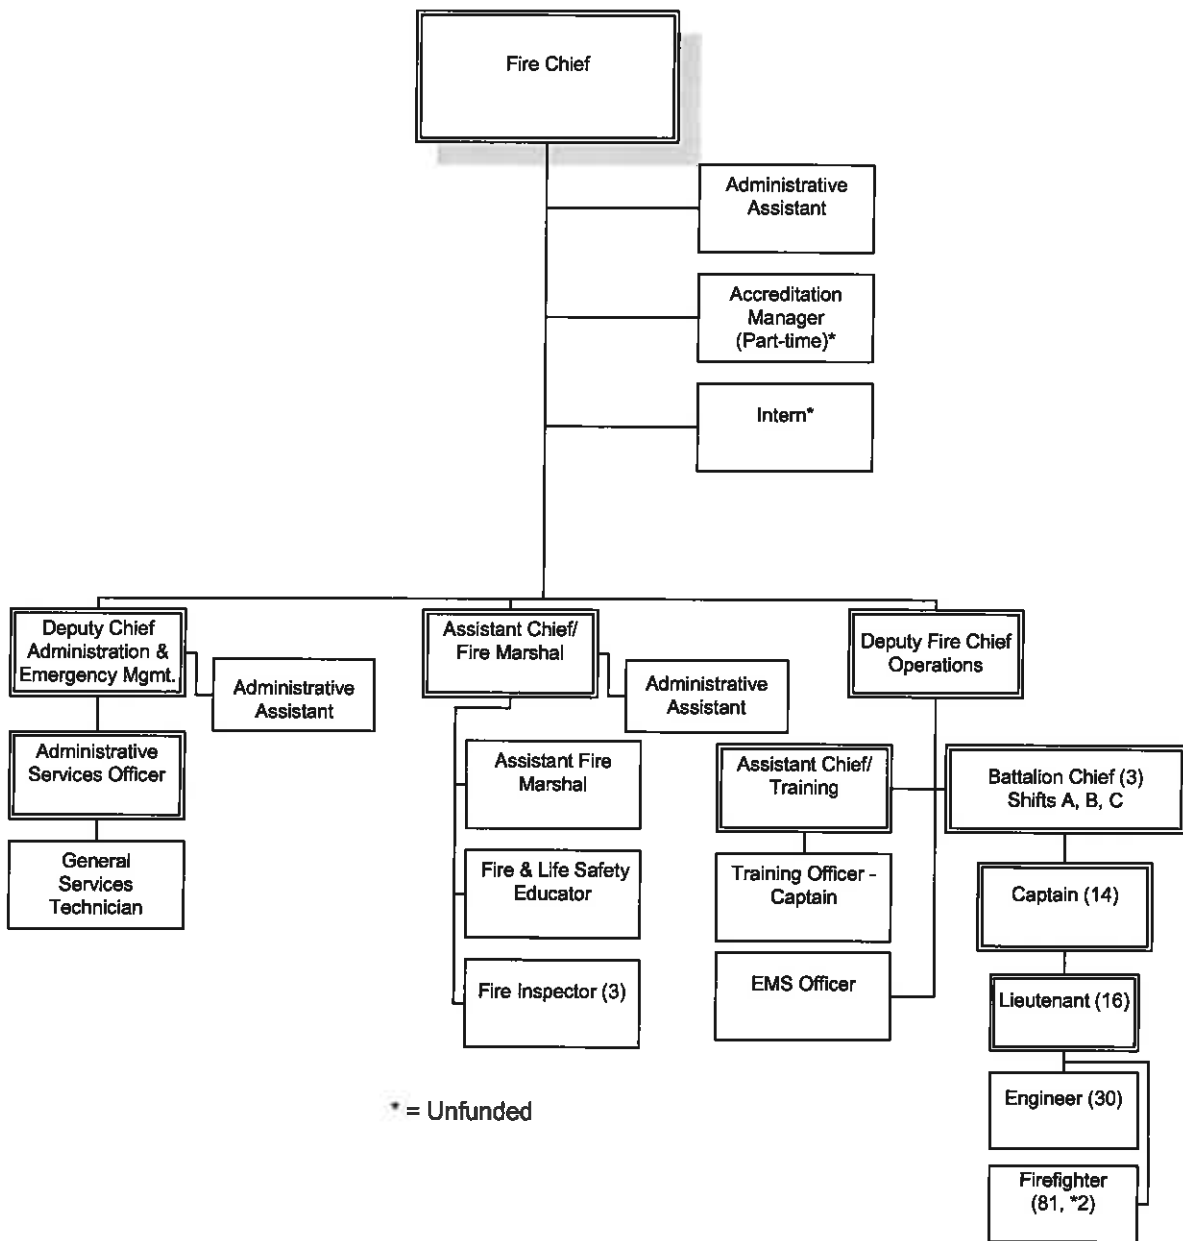 Fire Chief
Administrative
Assistant
Accreditation
Manager
(Part-time)*
Intern*
Deputy Chief
Administration &
Emergency Mgmt.
Administrative
Assistant
Administrative
Services Officer
General
Services
Technician
Assistant Chief/
Fire Marshal
Administrative
Assistant
Assistant Fire
Marshal
Fire & Life Safety
Educator
Fire Inspector (3)
Deputy Fire Chief
Operations
Assistant Chief/
Training
Training Officer -
Captain
EMS Officer
Battalion Chief (3)
Shifts A, B, C
Captain (14)
Lieutenant (16)
Engineer (30)
Firefighter
(81, *2)
* = Unfunded